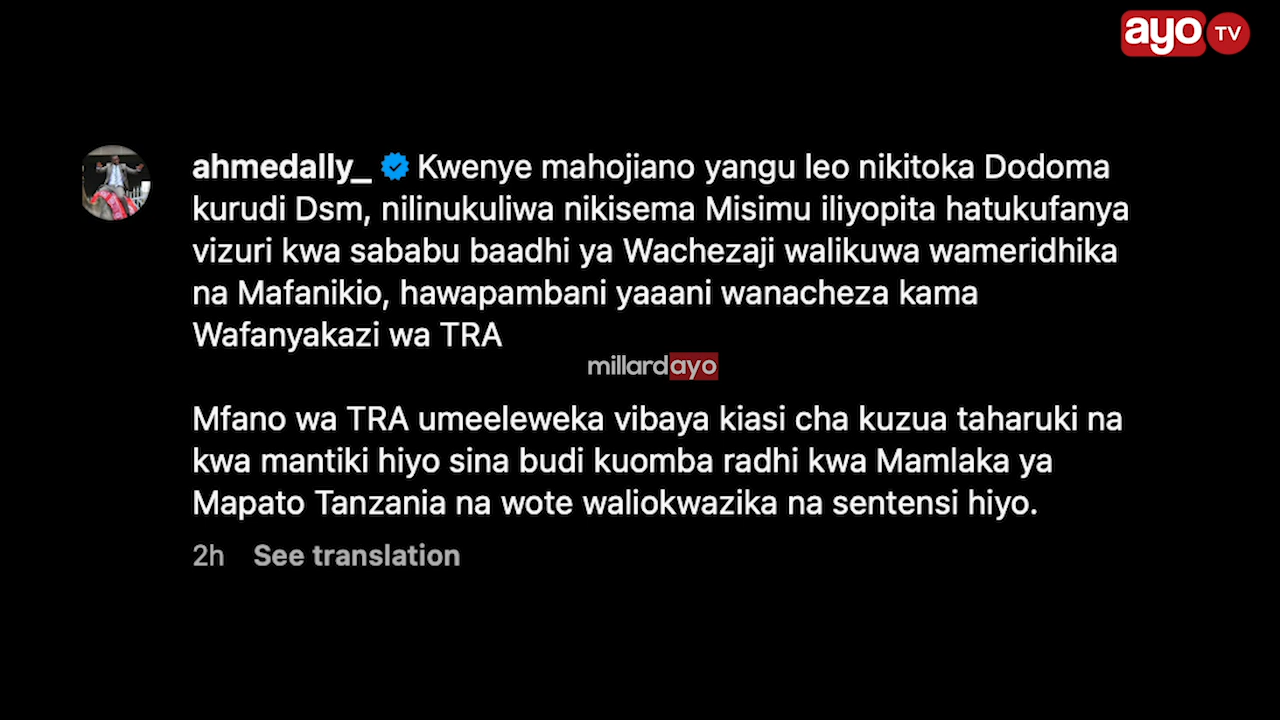 ayo TV
ahmedally_ Kwenye mahojiano yangu leo nikitoka Dodoma
kurudi Dsm, nilinukuliwa nikisema Misimu iliyopita hatukufanya
vizuri kwa sababu baadhi ya Wachezaji walikuwa wameridhika
na Mafanikio, hawapambani yaaani wanacheza kama
Wafanyakazi wa TRA
millardayo
Mfano wa TRA umeeleweka vibaya kiasi cha kuzua taharuki na
kwa mantiki hiyo sina budi kuomba radhi kwa Mamlaka ya
Mapato Tanzania na wote waliokwazika na sentensi hiyo.
2h See translation